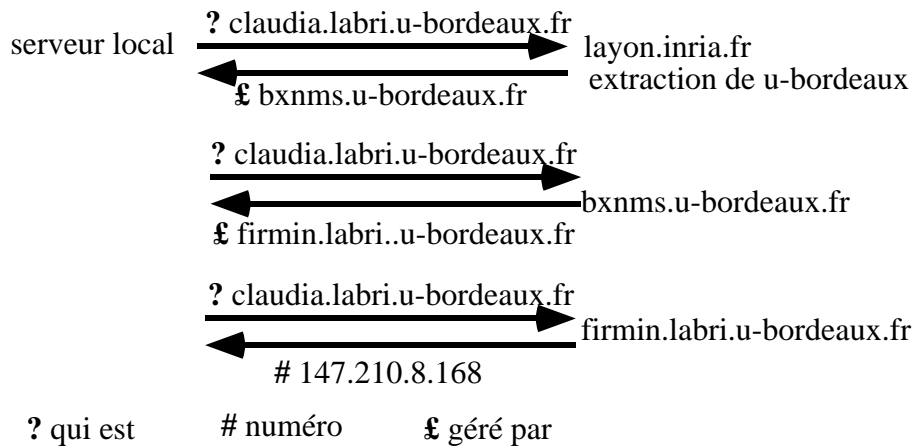 ? claudia.labri.u-bordeaux.fr
serveur local
layon.inria.fr
extraction de u-bordeaux
£ bxnms.u-bordeaux.fr
? claudia.labri.u-bordeaux.fr
bxnms.u-bordeaux.fr
£ firmin.labri..u-bordeaux.fr
? claudia.labri.u-bordeaux.fr
firmin.labri.u-bordeaux.fr
# 147.210.8.168
? qui est # numéro £ géré par